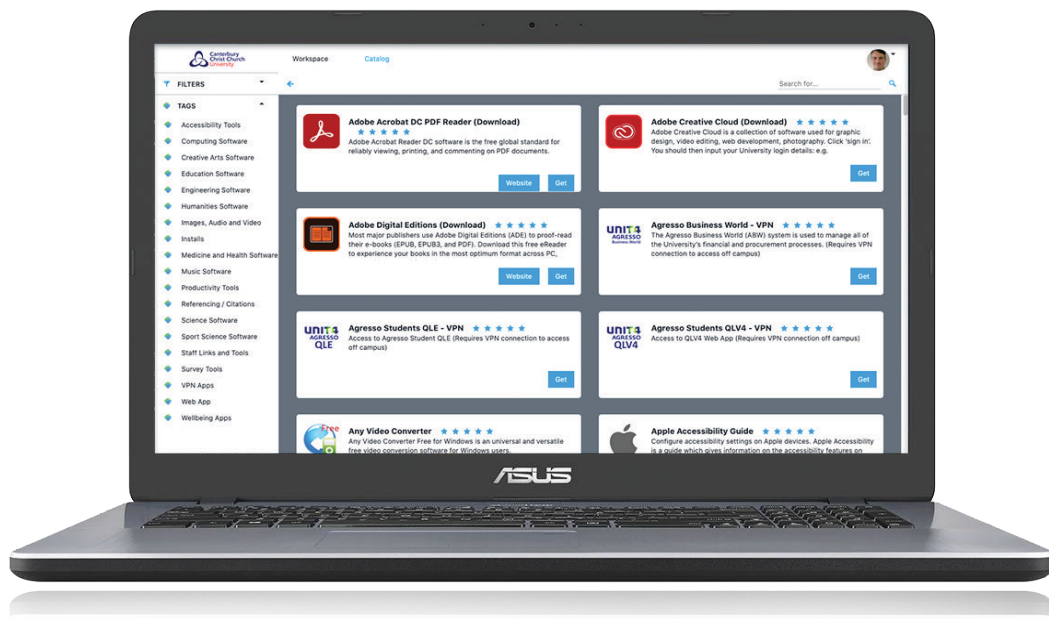 Canterbury
Christ Church
University
Workspace
Catalog
FILTERS
Search for...
TAGS
Accessibility Tools
Computing Software
Creative Arts Software
Education Software
Engineering Software
Humanities Software
Images, Audio and Video
Installs
Medicine and Health Software
Music Software
Productivity Tools
Referencing / Citations
Science Software
Sport Science Software
Staff Links and Tools
Survey Tools
VPN Apps
Web App
Wellbeing Apps
Adobe Acrobat DC PDF Reader (Download)
Adobe Acrobat Reader DC software is the free global standard for
reliably viewing, printing, and commenting on PDF documents.
Website
Get
Adobe Creative Cloud (Download)
Adobe Creative Cloud is a collection of software used for graphic
design, video editing, web development, photography. Click 'sign in'.
You should then input your University login details: e.g.
Get
Adobe Digital Editions (Download)
Most major publishers use Adobe Digital Editions (ADE) to proof-read
their e-books (EPUB, EPUB3, and PDF). Download this free eReader
to experience your books in the most optimum format across PC,
Website
Get
UNIT4
AGRESSO
Business World
Agresso Business World - VPN
The Agresso Business World (ABW) system is used to manage all of
the University's financial and procurement processes. (Requires VPN
connection to access off campus)
Get
UNIT4
AGRESSO
QLE
Agresso Students QLE - VPN
Access to Agresso Student QLE (Requires VPN connection to access
off campus)
Get
UNIT4
AGRESSO
QLV4
Agresso Students QLV4 - VPN
Access to QLV4 Web App (Requires VPN connection off campus)
Get
Free
Any Video Converter
Any Video Converter Free for Windows is an universal and versatile
free video conversion software for Windows users.
Apple Accessibility Guide
Configure accessibility settings on Apple devices. Apple Accessibility
is a guide which gives information on the accessibility features on
ASUS